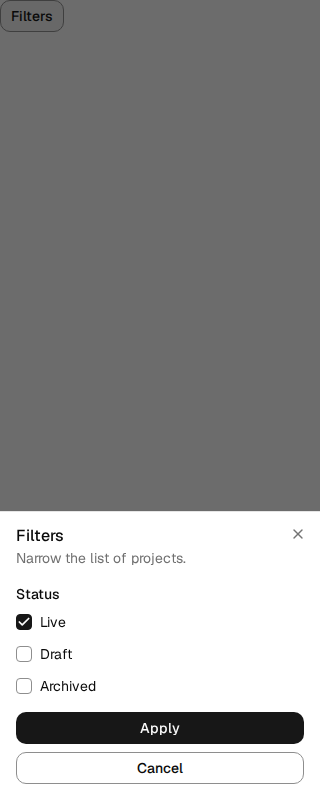 Filters
Filters
Narrow the list of projects.
Status
Live
Draft
Archived
Apply
Cancel